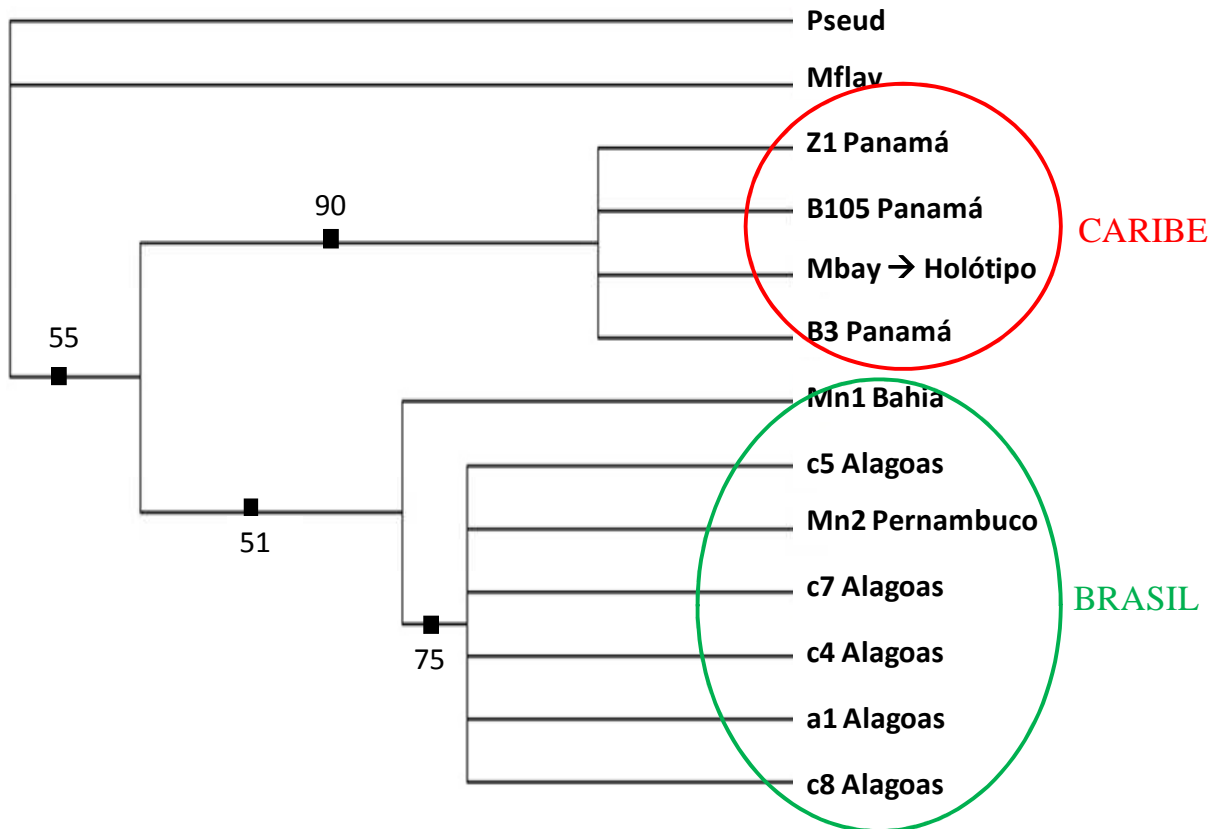 Pseud
Mflav
Z1 Panamá
90
B105 Panamá
CARIBE
Mbay → Holótipo
B3 Panamá
55
Mn1 Bahia
c5 Alagoas
Mn2 Pernambuco
51
c7 Alagoas
BRASIL
c4 Alagoas
75
a1 Alagoas
c8 Alagoas